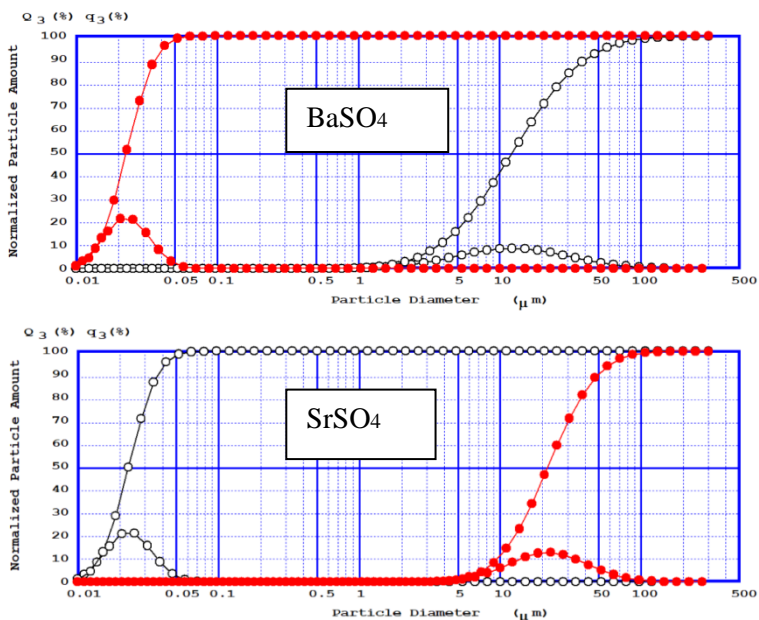 Q3(%) q3(%)
Normalized Particle Amount
100
90
80
70
60
50
40
30
20
10
0
BaSO4
0.01 0.05 0.1 0.5 1 5 10 50 100 500
Particle Diameter (μm)
Q3(%) q3(%)
Normalized Particle Amount
100
90
80
70
60
50
40
30
20
10
0
SrSO4
0.01 0.05 0.1 0.5 1 5 10 50 100 500
Particle Diameter (μm)